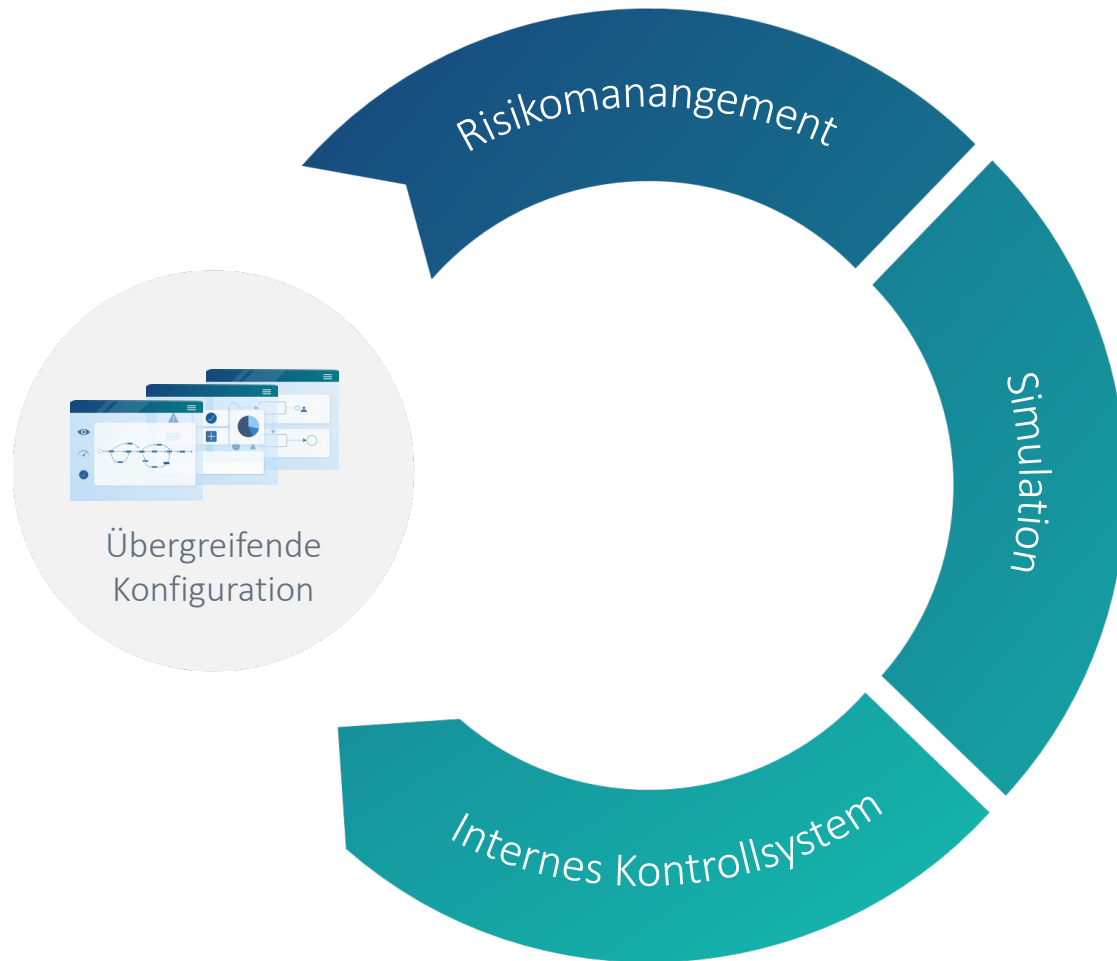 Risikomanangement
Simulation
Übergreifende
Konfiguration
Internes Kontrollsystem